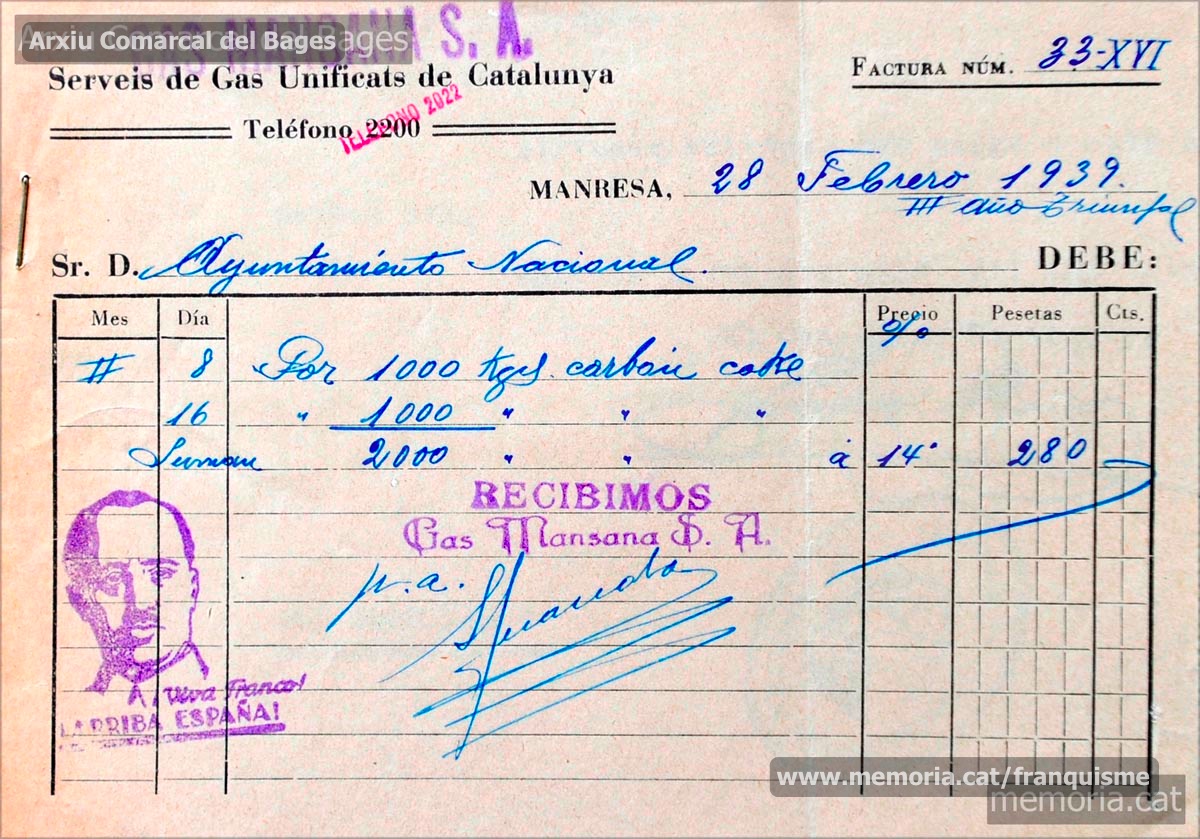 GAS MANSANA S. A.
Arxiu Comarcal del Bages
Serveis de Gas Unificats de Catalunya
FACTURA NÚM. 33-XVI
Teléfono 2200
TELEFONO 2022
MANRESA, 28 Febrero 1939.
III año Triunfal
Sr. D. Ayuntamiento Nacional. DEBE:
Mes Día Precio Pesetas Cts.
%
II 8 Por 1000 Kgs. carbón coke
16 " 1000 " " "
Suman 2000 " " á 14' 280
RECIBIMOS
Gas Mansana S. A.
p. a.
¡Viva Franco!
¡ARRIBA ESPAÑA!
www.memoria.cat/franquisme
memoria.cat